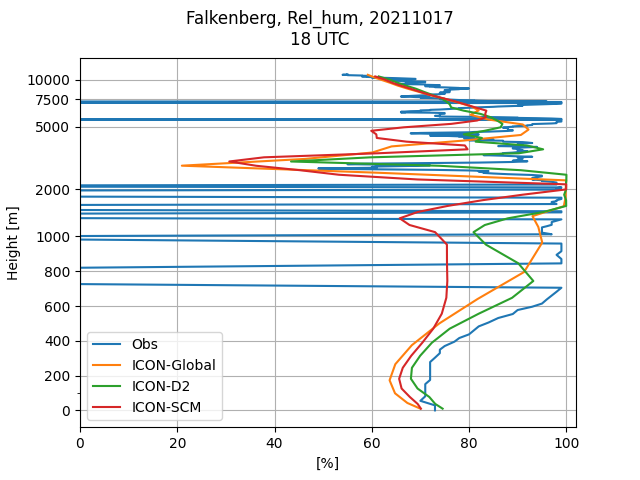 Falkenberg, Rel_hum, 20211017
18 UTC
10000
7500
5000
2000
1000
800
600
400
200
0
Height [m]
Obs
ICON-Global
ICON-D2
ICON-SCM
0 20 40 60 80 100
[%]